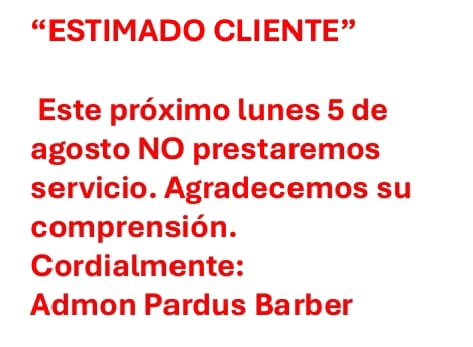 “ESTIMADO CLIENTE”
Este próximo lunes 5 de
agosto NO prestaremos
servicio. Agradecemos su
comprensión.
Cordialmente:
Admon Pardus Barber